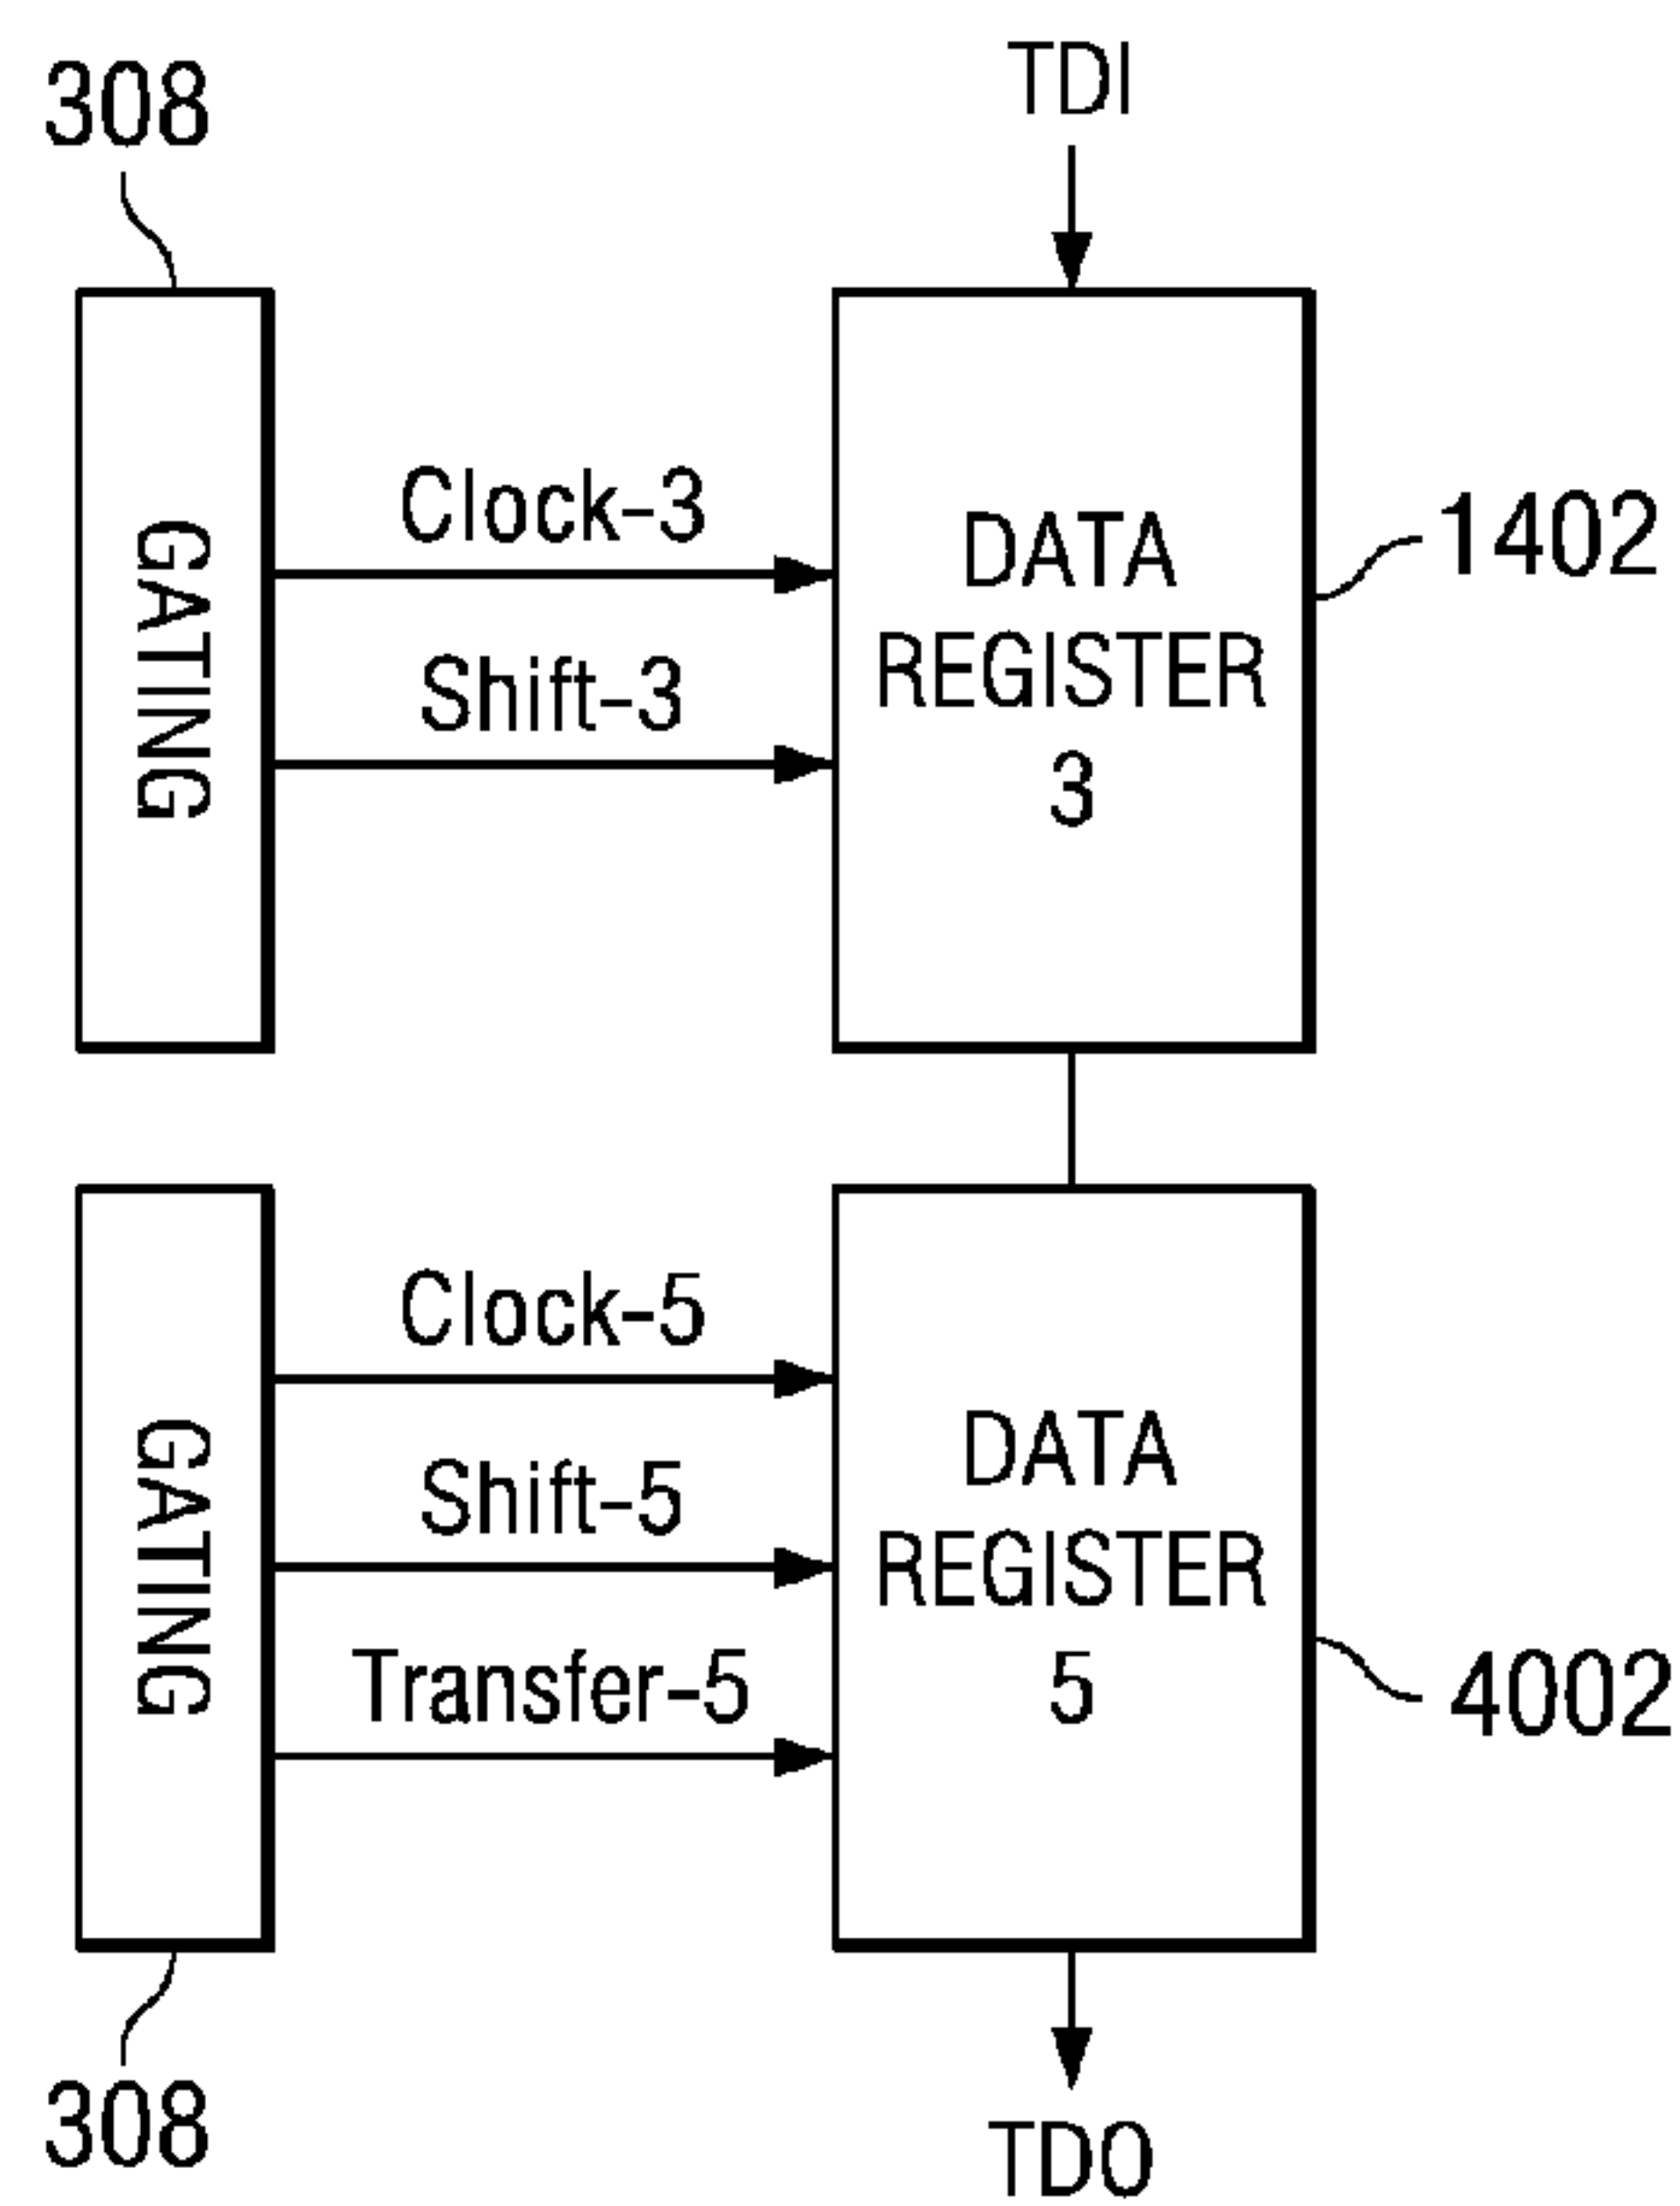 308
TDI
GATING
Clock-3
Shift-3
DATA
REGISTER
3
1402
GATING
Clock-5
Shift-5
Transfer-5
DATA
REGISTER
5
4002
308
TDO